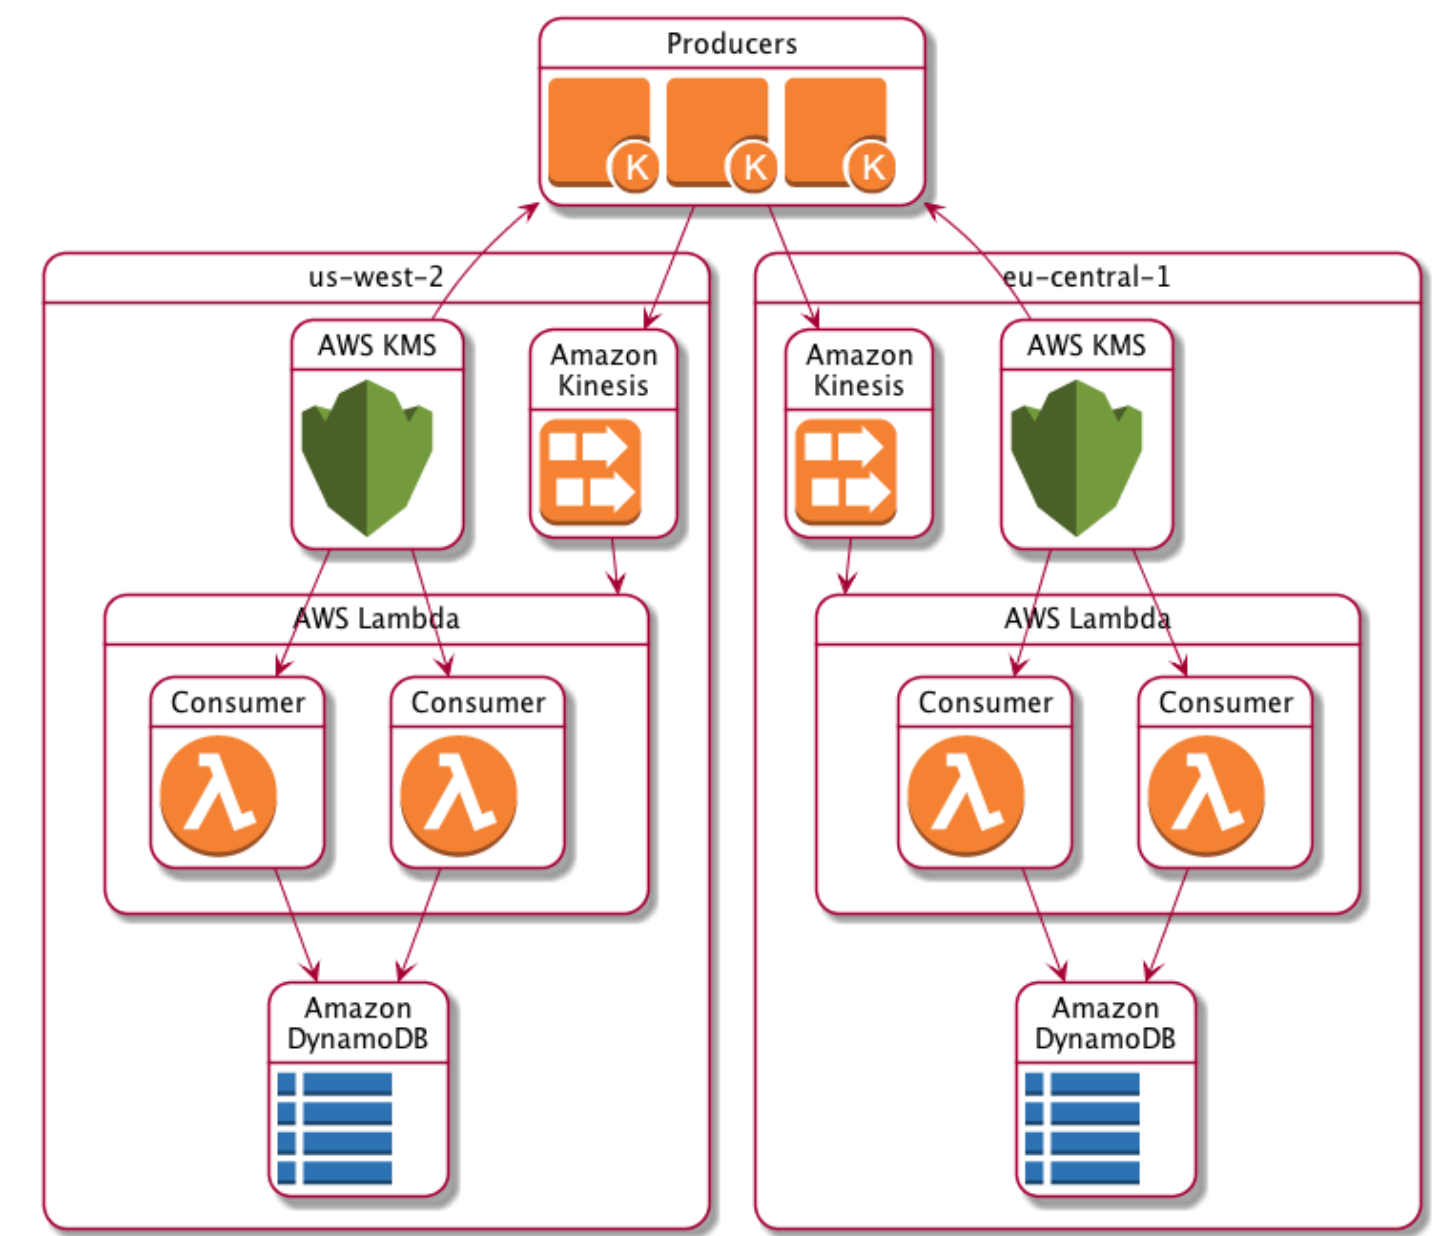 Producers
K K K
us-west-2
AWS KMS
Amazon
Kinesis
AWS Lambda
Consumer
Consumer
Amazon
DynamoDB
eu-central-1
Amazon
Kinesis
AWS KMS
AWS Lambda
Consumer
Consumer
Amazon
DynamoDB